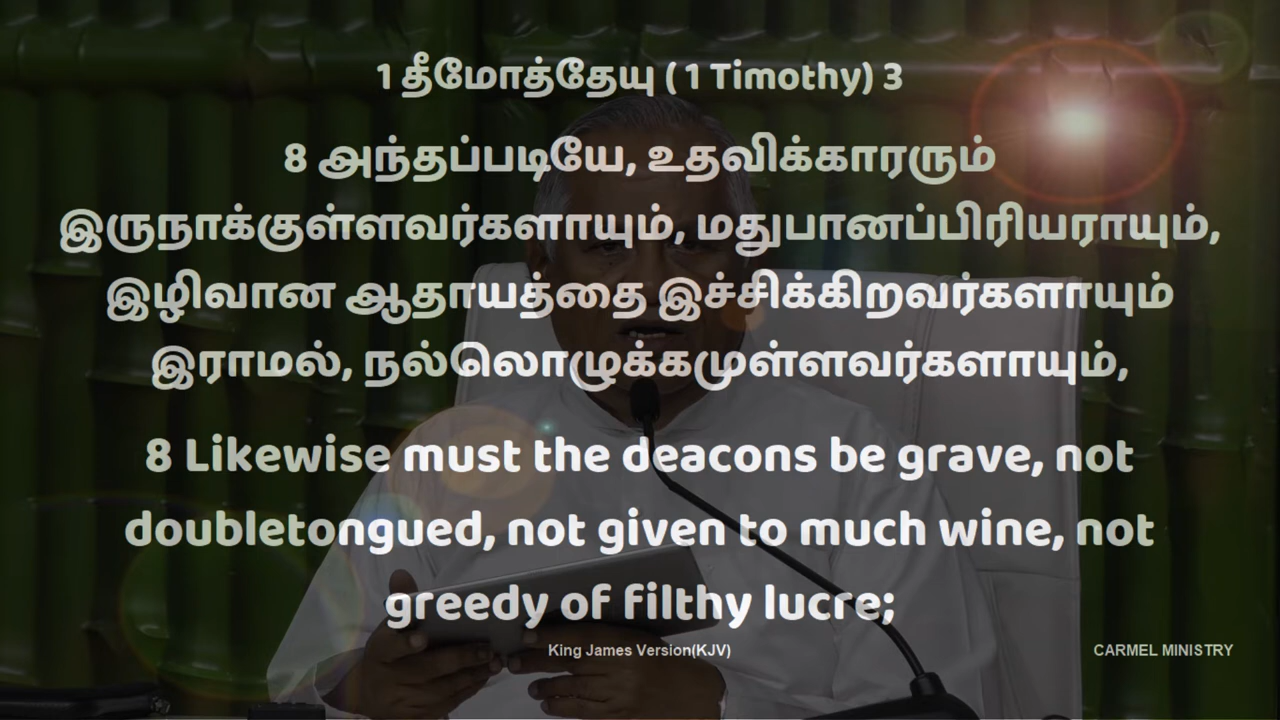 1 தீமோத்தேயு ( 1 Timothy) 3
8 அந்தப்படியே, உதவிக்காரரும்
இருநாக்குள்ளவர்களாயும், மதுபானப்பிரியராயும்,
இழிவான ஆதாயத்தை இச்சிக்கிறவர்களாயும்
இராமல், நல்லொழுக்கமுள்ளவர்களாயும்,
8 Likewise must the deacons be grave, not
doubletongued, not given to much wine, not
greedy of filthy lucre;
King James Version(KJV)
CARMEL MINISTRY